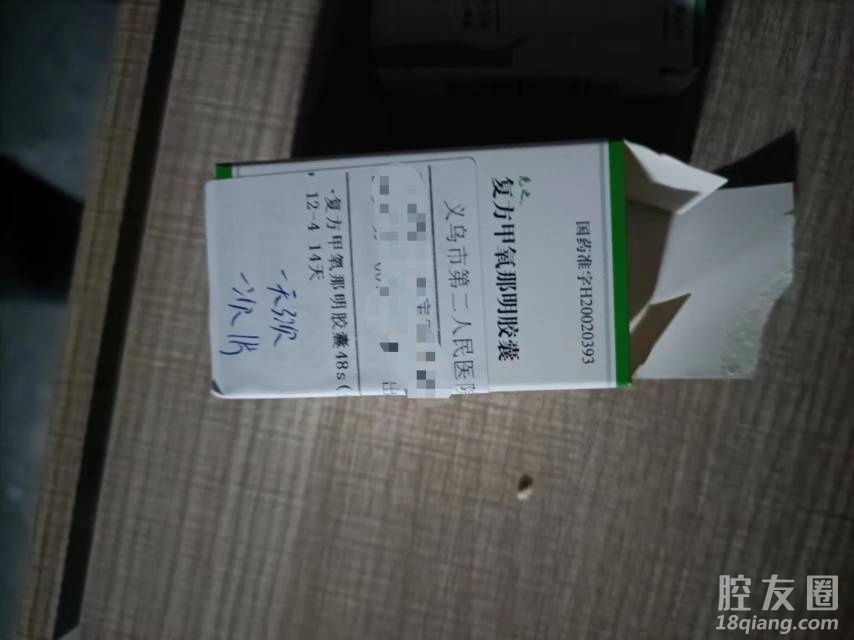 国药准字H20020393
复方甲氧那明胶囊
义乌市第二人民医院
出
·复方甲氧那明胶囊48s(
12-4 14天
一天3次
一次1片
腔友圈
18qiang.com